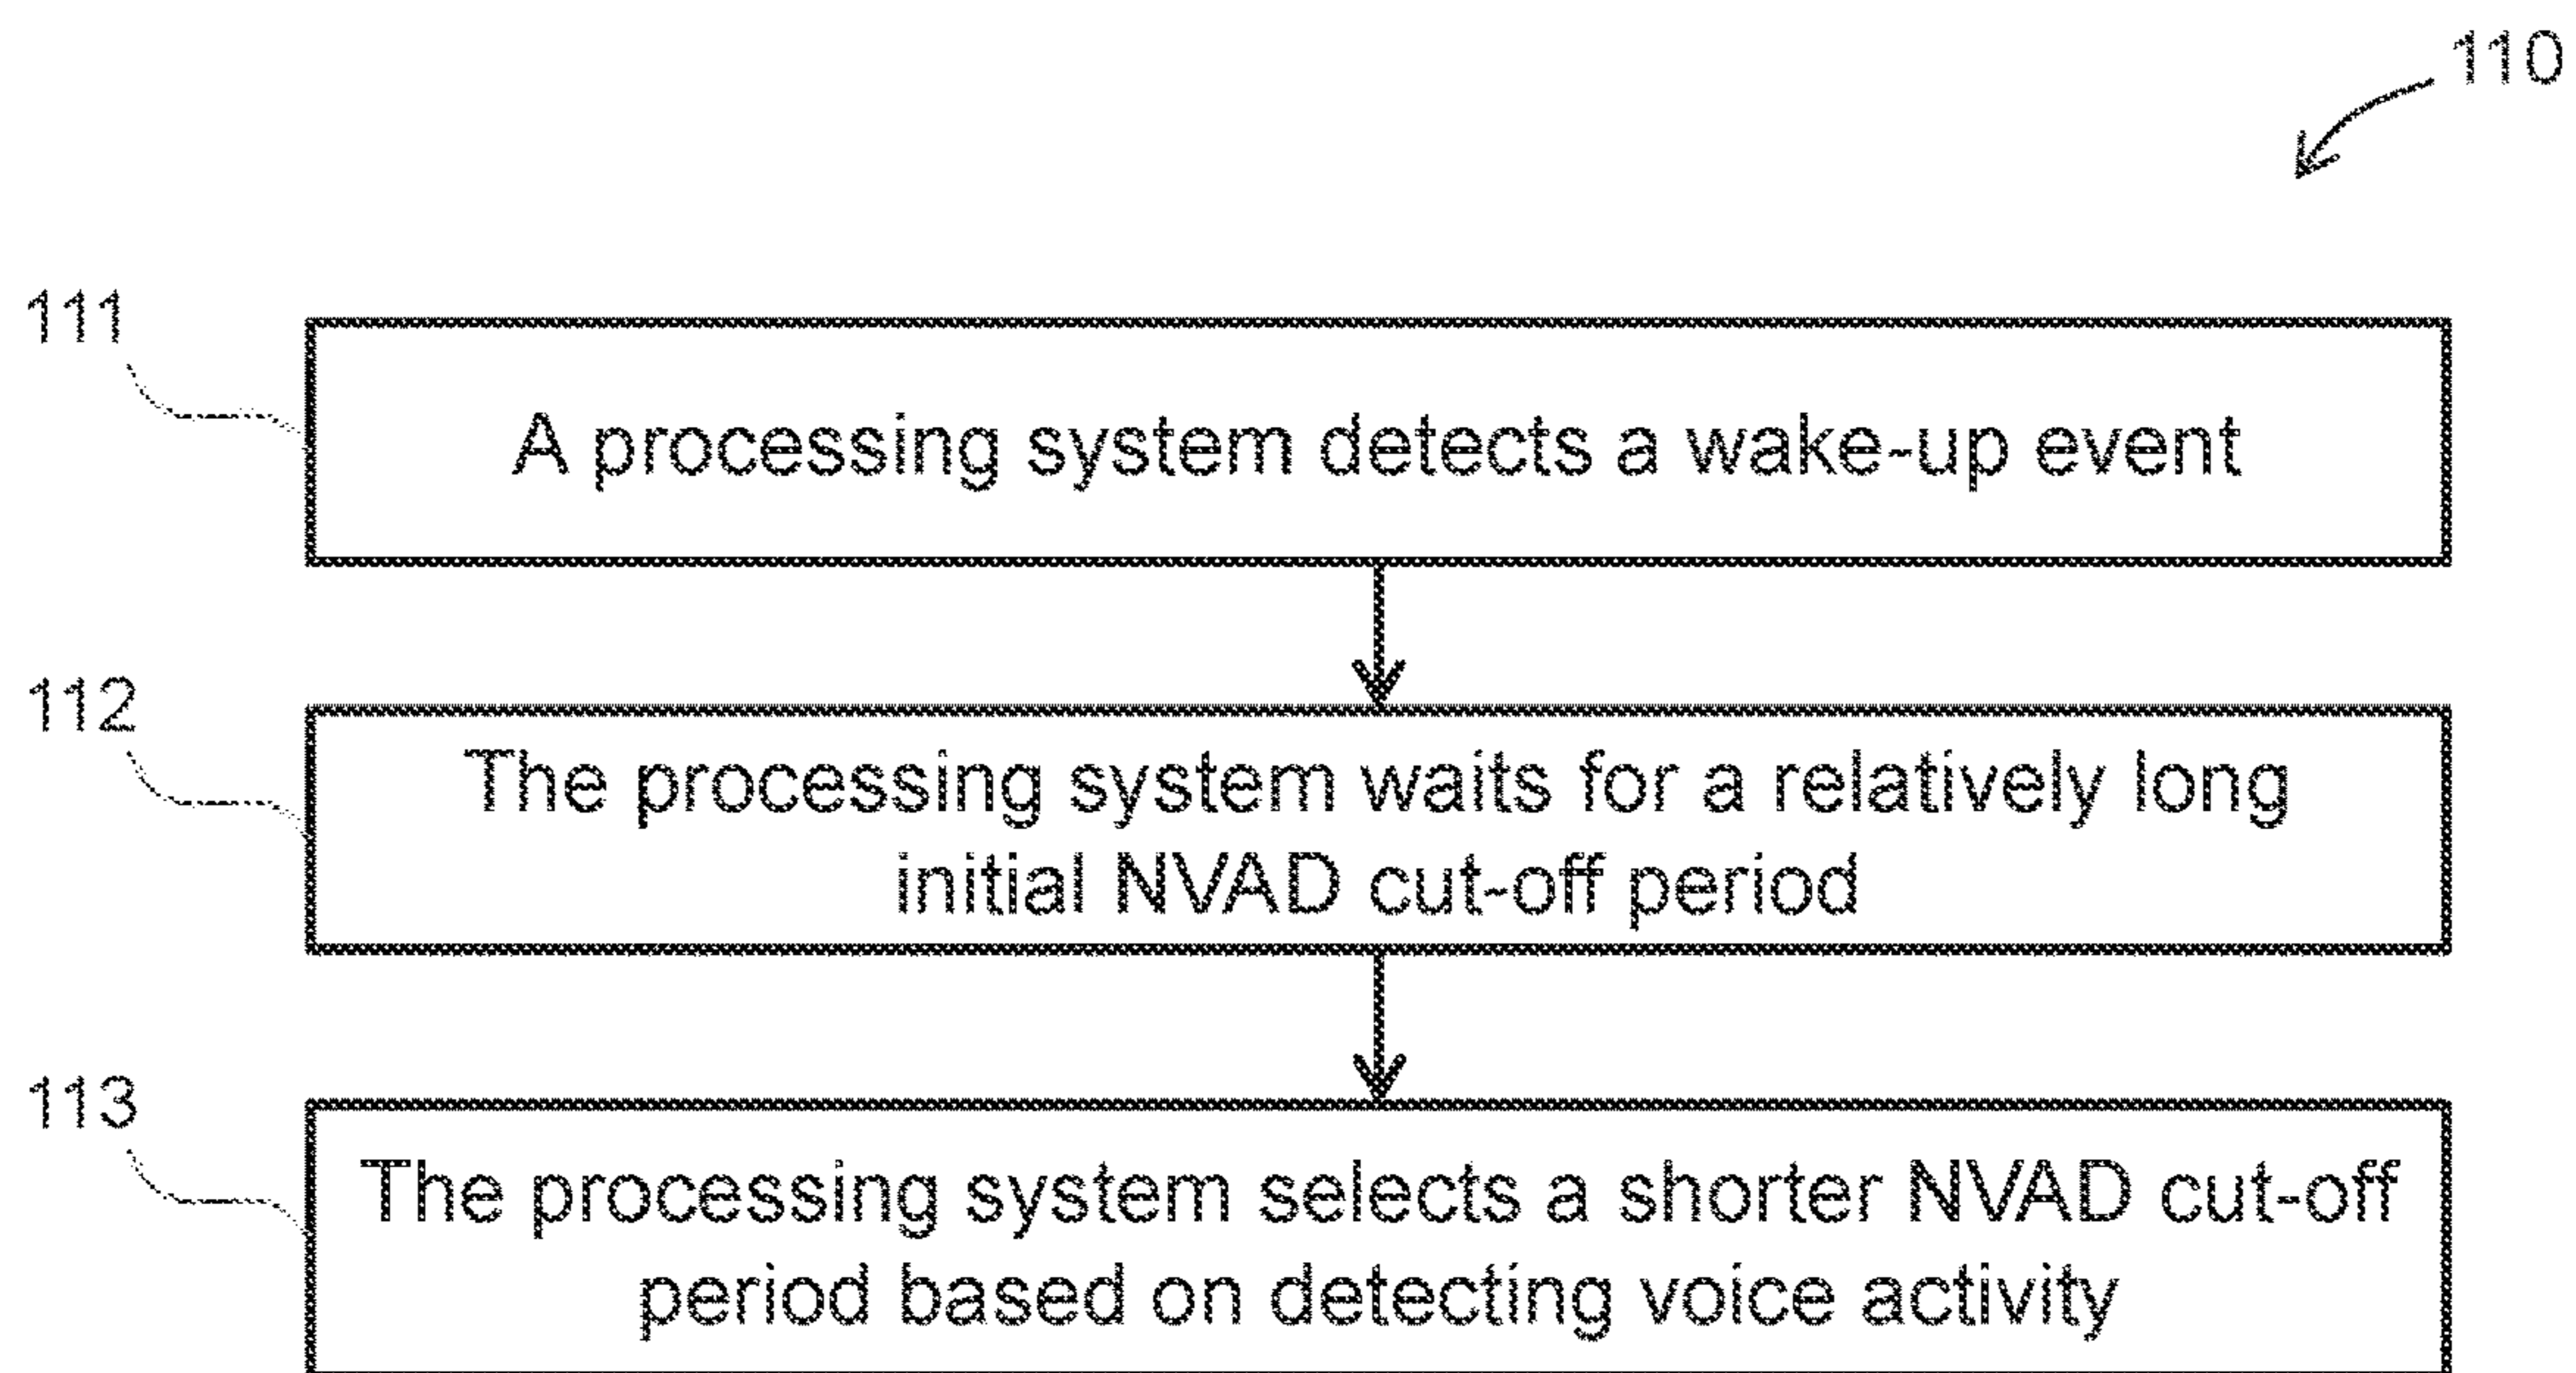 110
111
A processing system detects a wake-up event
112
The processing system waits for a relatively long
initial NVAD cut-off period
113
The processing system selects a shorter NVAD cut-off
period based on detecting voice activity